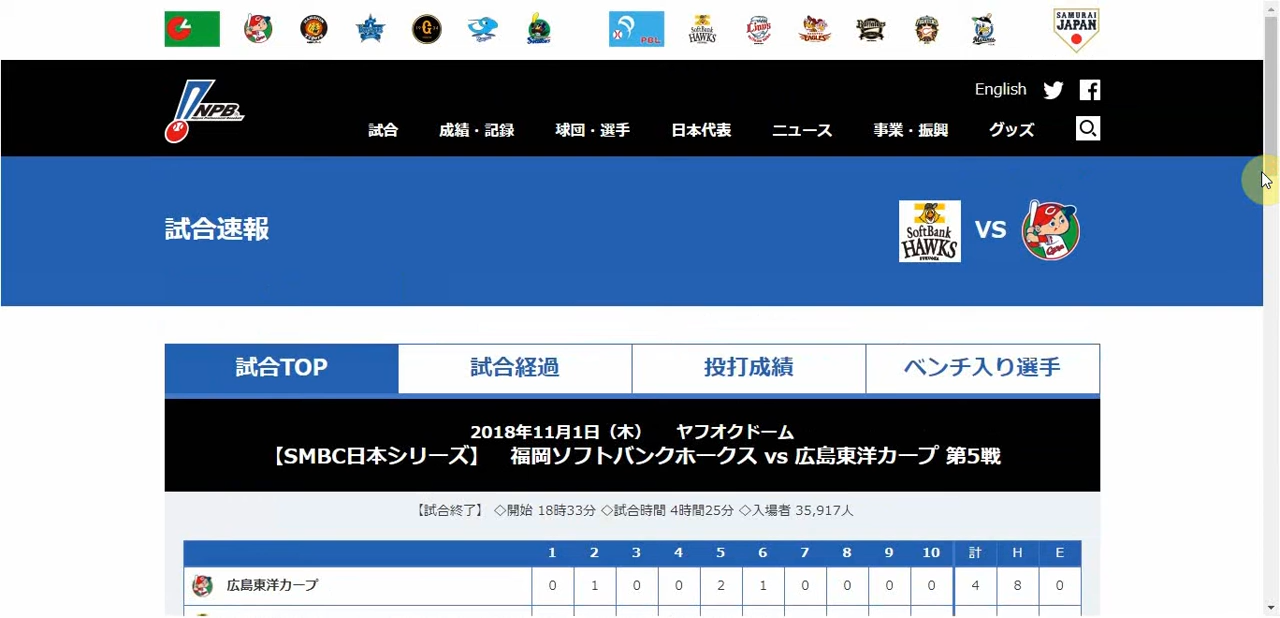 SoftBank HAWKS
Lions
EAGLES
Buffaloes
SAMURAI JAPAN
NPB
English
試合
成績・記録
球団・選手
日本代表
ニュース
事業・振興
グッズ
試合速報
SoftBank HAWKS
VS
試合TOP
試合経過
投打成績
ベンチ入り選手
2018年11月1日（木） ヤフオクドーム
【SMBC日本シリーズ】 福岡ソフトバンクホークス vs 広島東洋カープ 第5戦
【試合終了】 ◇開始 18時33分 ◇試合時間 4時間25分 ◇入場者 35,917人
1 2 3 4 5 6 7 8 9 10 計 H E
広島東洋カープ 0 1 0 0 2 1 0 0 0 0 4 8 0